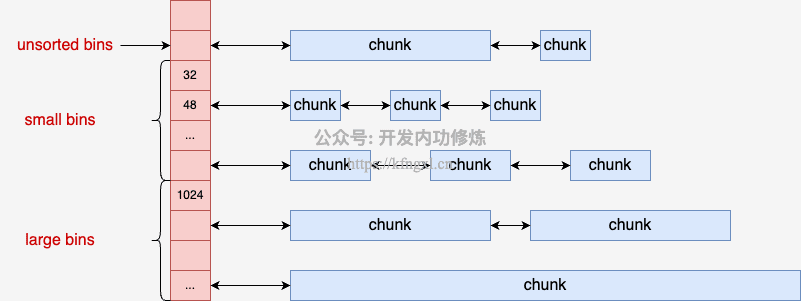 unsorted bins
chunk
chunk
32
small bins
48
chunk
chunk
chunk
...
公众号: 开发内功修炼
https://kfngxl.cn
chunk
chunk
chunk
1024
large bins
chunk
chunk
...
chunk